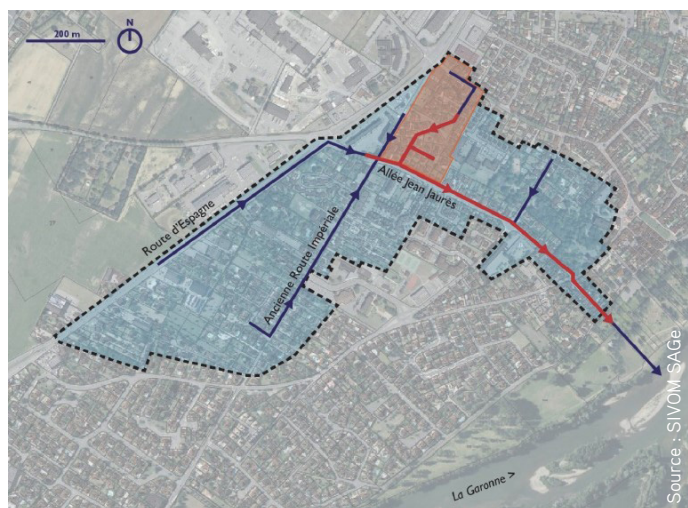 N
200 m
Route d'Espagne
Ancienne Route Impériale
Allée Jean Jaurès
La Garonne >
Source : SIVOM SAGe